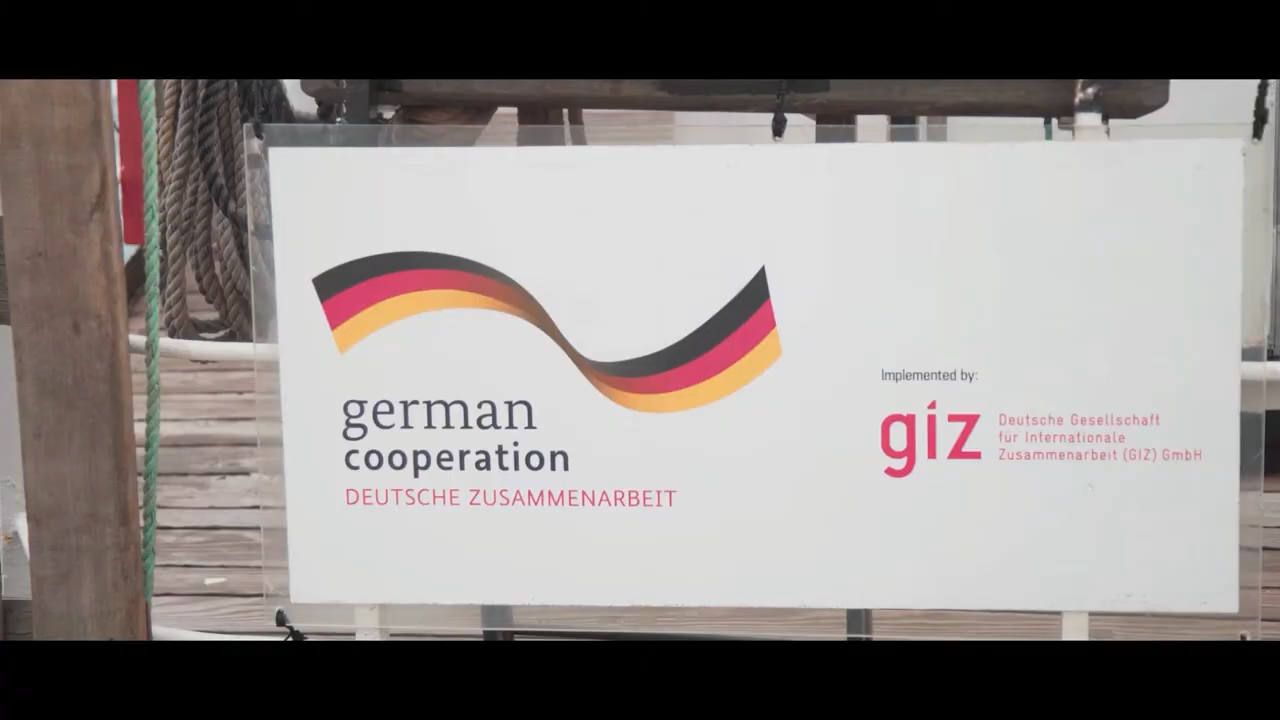 german
cooperation
DEUTSCHE ZUSAMMENARBEIT
Implemented by:
giz
Deutsche Gesellschaft
für Internationale
Zusammenarbeit (GIZ) GmbH